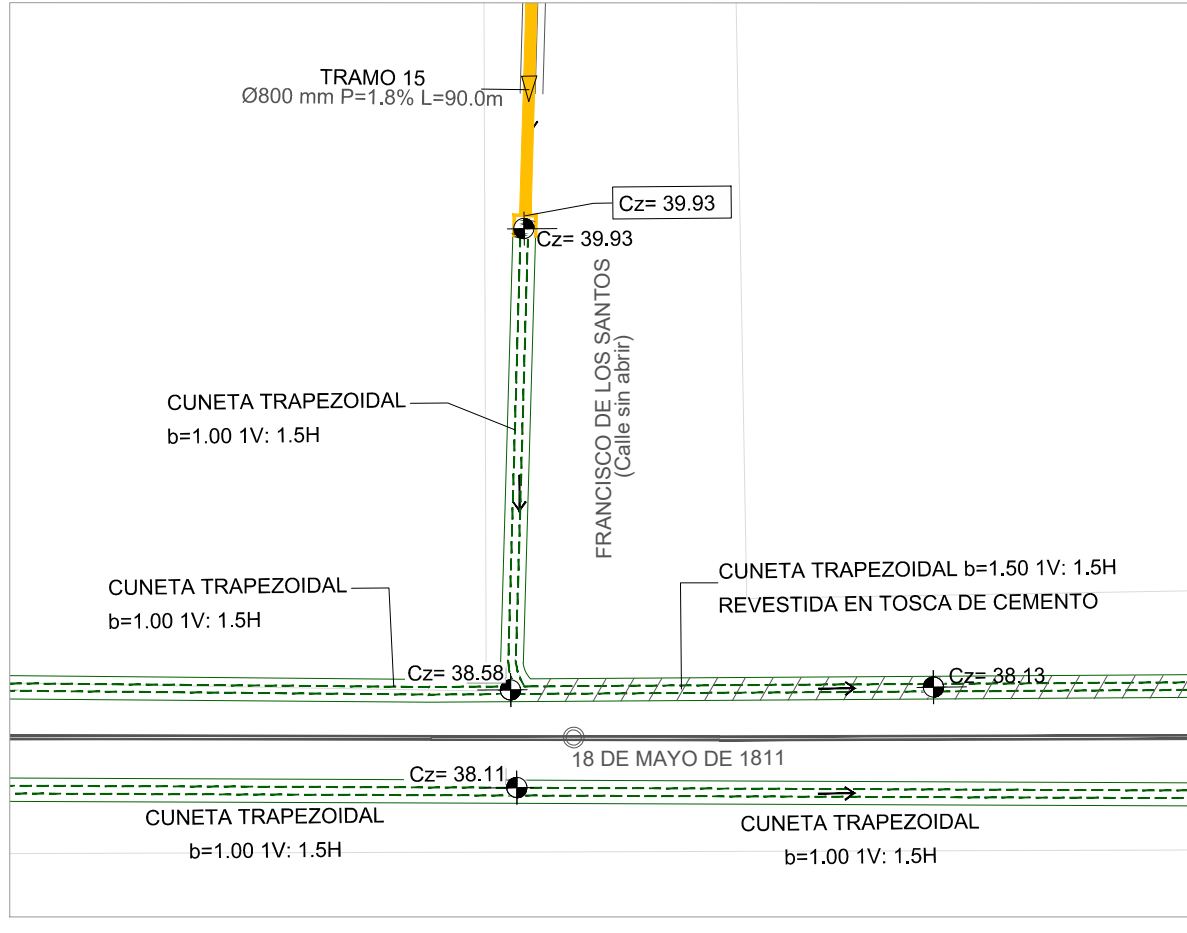 TRAMO 15
Ø800 mm P=1.8% L=90.0m
Cz= 39.93
Cz= 39.93
FRANCISCO DE LOS SANTOS
(Calle sin abrir)
CUNETA TRAPEZOIDAL
b=1.00 1V: 1.5H
CUNETA TRAPEZOIDAL
b=1.00 1V: 1.5H
CUNETA TRAPEZOIDAL b=1.50 1V: 1.5H
REVESTIDA EN TOSCA DE CEMENTO
Cz= 38.58
Cz= 38.13
18 DE MAYO DE 1811
Cz= 38.11
CUNETA TRAPEZOIDAL
b=1.00 1V: 1.5H
CUNETA TRAPEZOIDAL
b=1.00 1V: 1.5H